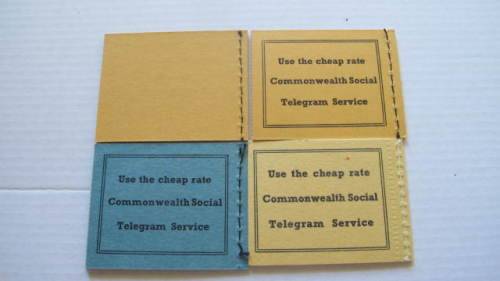 Use the cheap rate
Commonwealth Social
Telegram Service
Use the cheap rate
Commonwealth Social
Telegram Service
Use the cheap rate
Commonwealth Social
Telegram Service